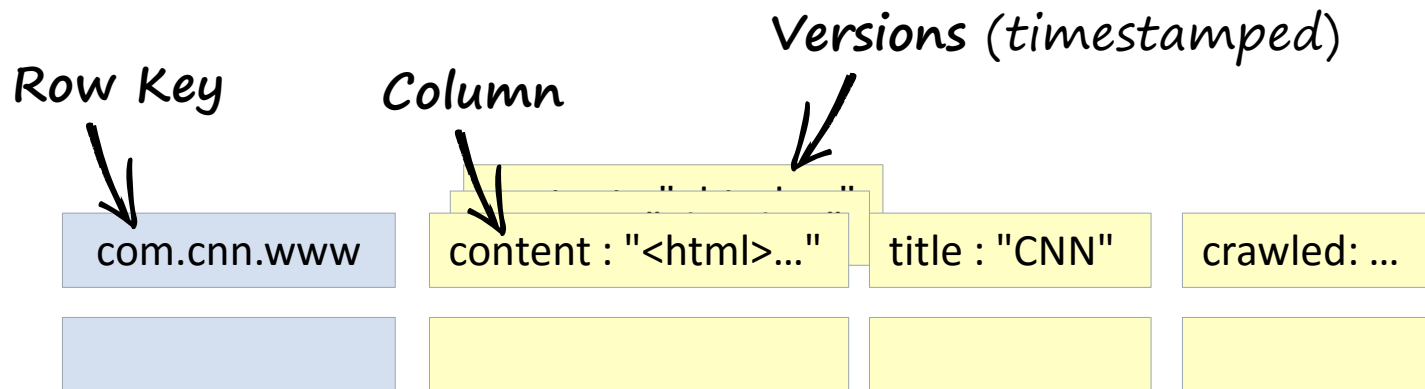 Versions (timestamped)
Row Key
Column
com.cnn.www
content : "<html>…"
title : "CNN"
crawled: …